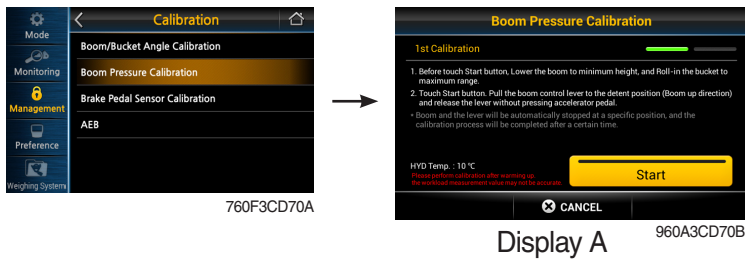 Mode
Monitoring
Management
Preference
Weighing System
Calibration
Boom/Bucket Angle Calibration
Boom Pressure Calibration
Brake Pedal Sensor Calibration
AEB
760F3CD70A
Boom Pressure Calibration
1st Calibration
1. Before touch Start button, Lower the boom to minimum height, and Roll-in the bucket to
maximum range.
2. Touch Start button. Pull the boom control lever to the detent position (Boom up direction)
and release the lever without pressing accelerator pedal.
* Boom and the lever will be automatically stopped at a specific position, and the
calibration process will be completed after a certain time.
HYD Temp. : 10 ℃
Please perform calibration after warming up.
the workload measurement value may not be accurate.
Start
CANCEL
Display A
960A3CD70B